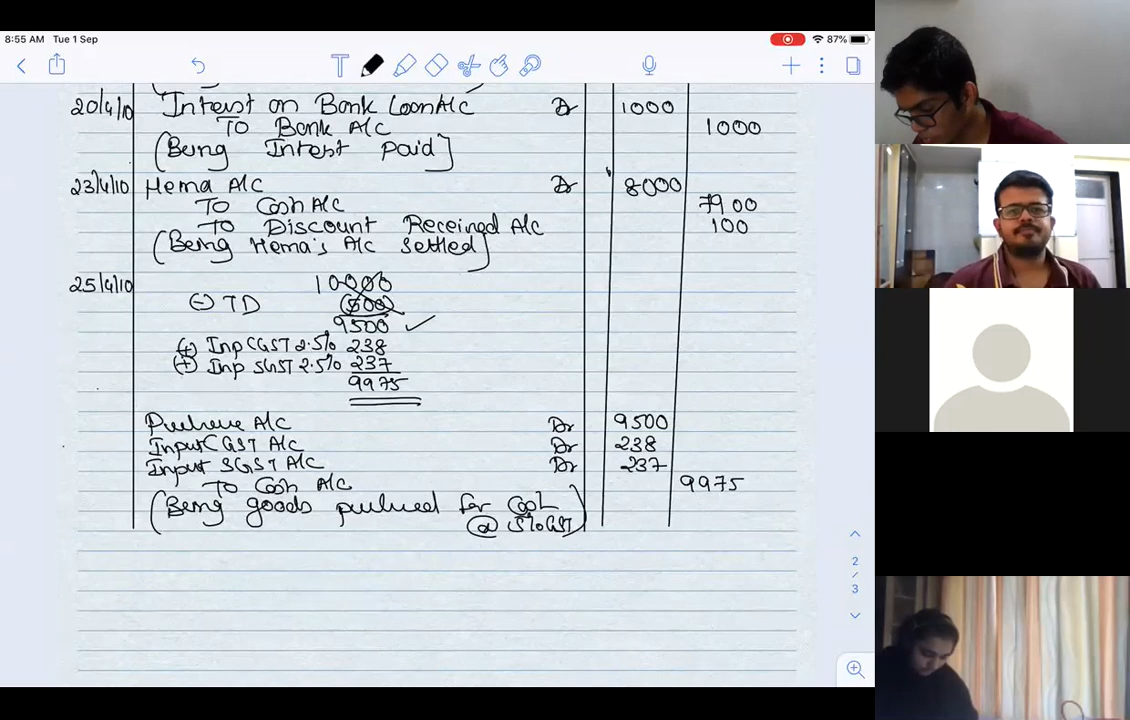 8:55 AM Tue 1 Sep
87%
T
20/4/10 Interest on Bank Loan A/c Dr 1000
To Bank A/c 1000
(Being Interest paid)
23/4/10 Hema A/c Dr 8000
To Cash A/c 7900
To Discount Received A/c 100
(Being Hema's A/c settled)
25/4/10 10000
(-) TD (500)
9500 ✓
(+) Inp CGST 2.5% 238
(+) Inp SGST 2.5% 237
9975
Purchase A/c Dr 9500
Input CGST A/c Dr 238
Input SGST A/c Dr 237
To Cash A/c 9975
(Being goods purchased for Cash
@ 5% GST)
2
/
3